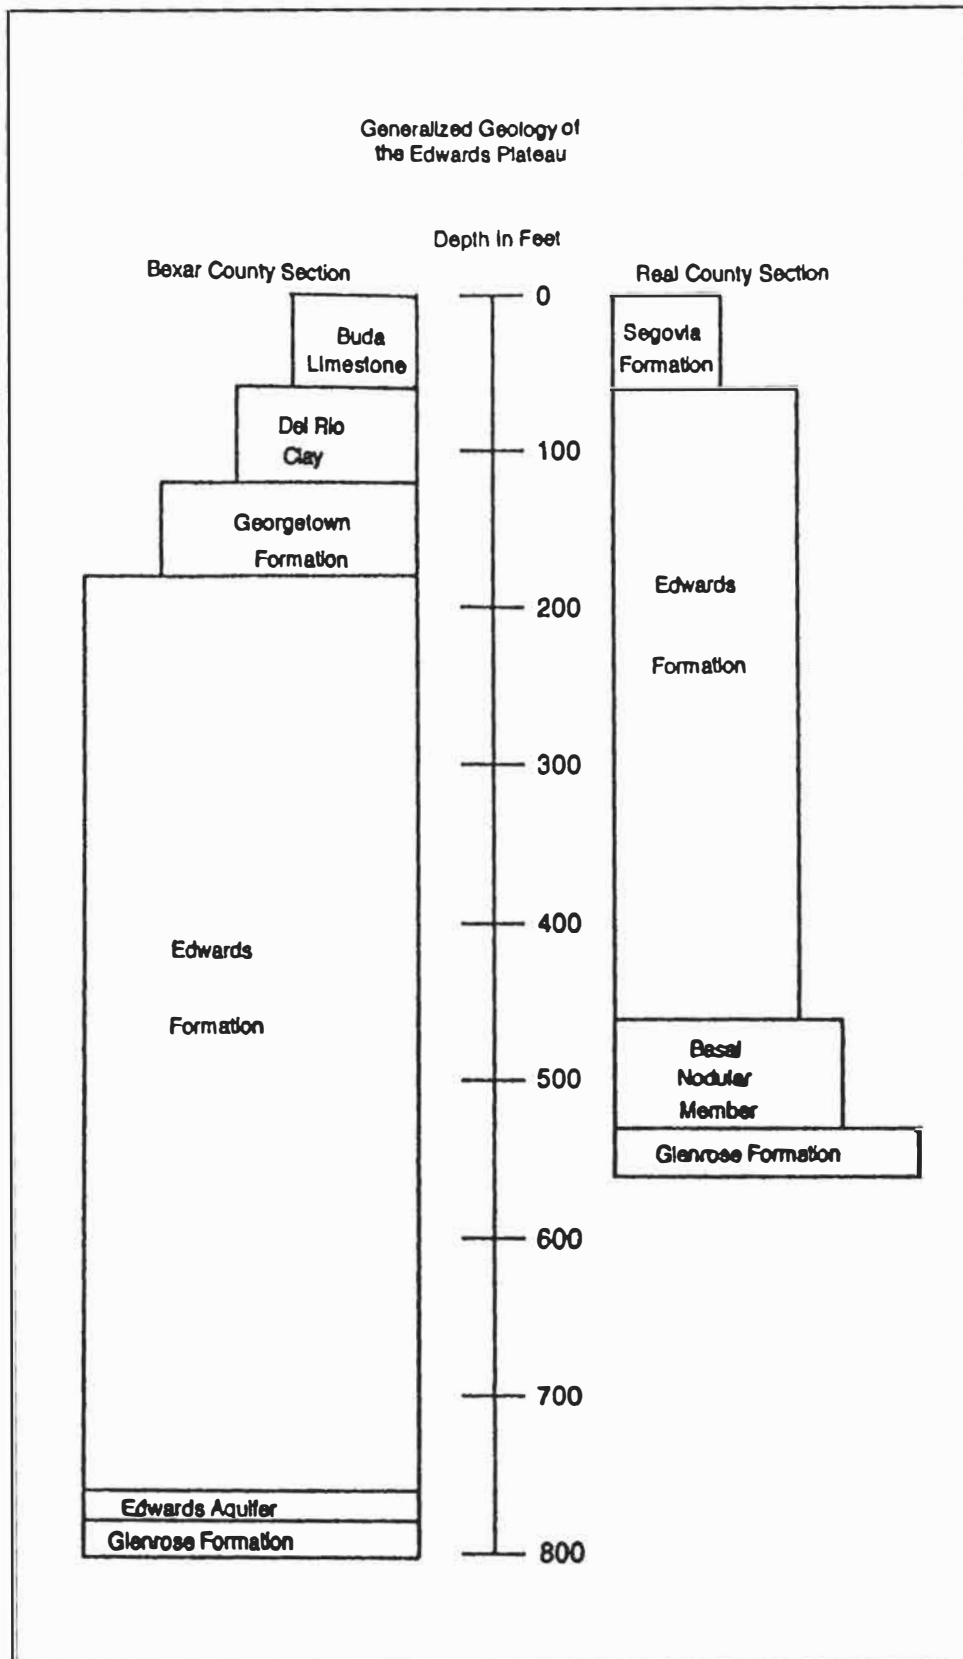 Generalized Geology of
the Edwards Plateau
Depth In Feet
Bexar County Section
Real County Section
Buda
Limestone
Del Rio
Clay
Georgetown
Formation
Edwards
Formation
Edwards Aquifer
Glenrose Formation
0
100
200
300
400
500
600
700
800
Segovia
Formation
Edwards
Formation
Basal
Nodular
Member
Glenrose Formation